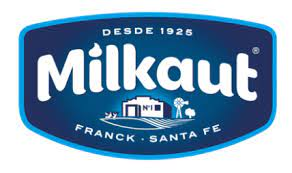 DESDE 1925
Milkaut®
Nº1
FRANCK · SANTA FE